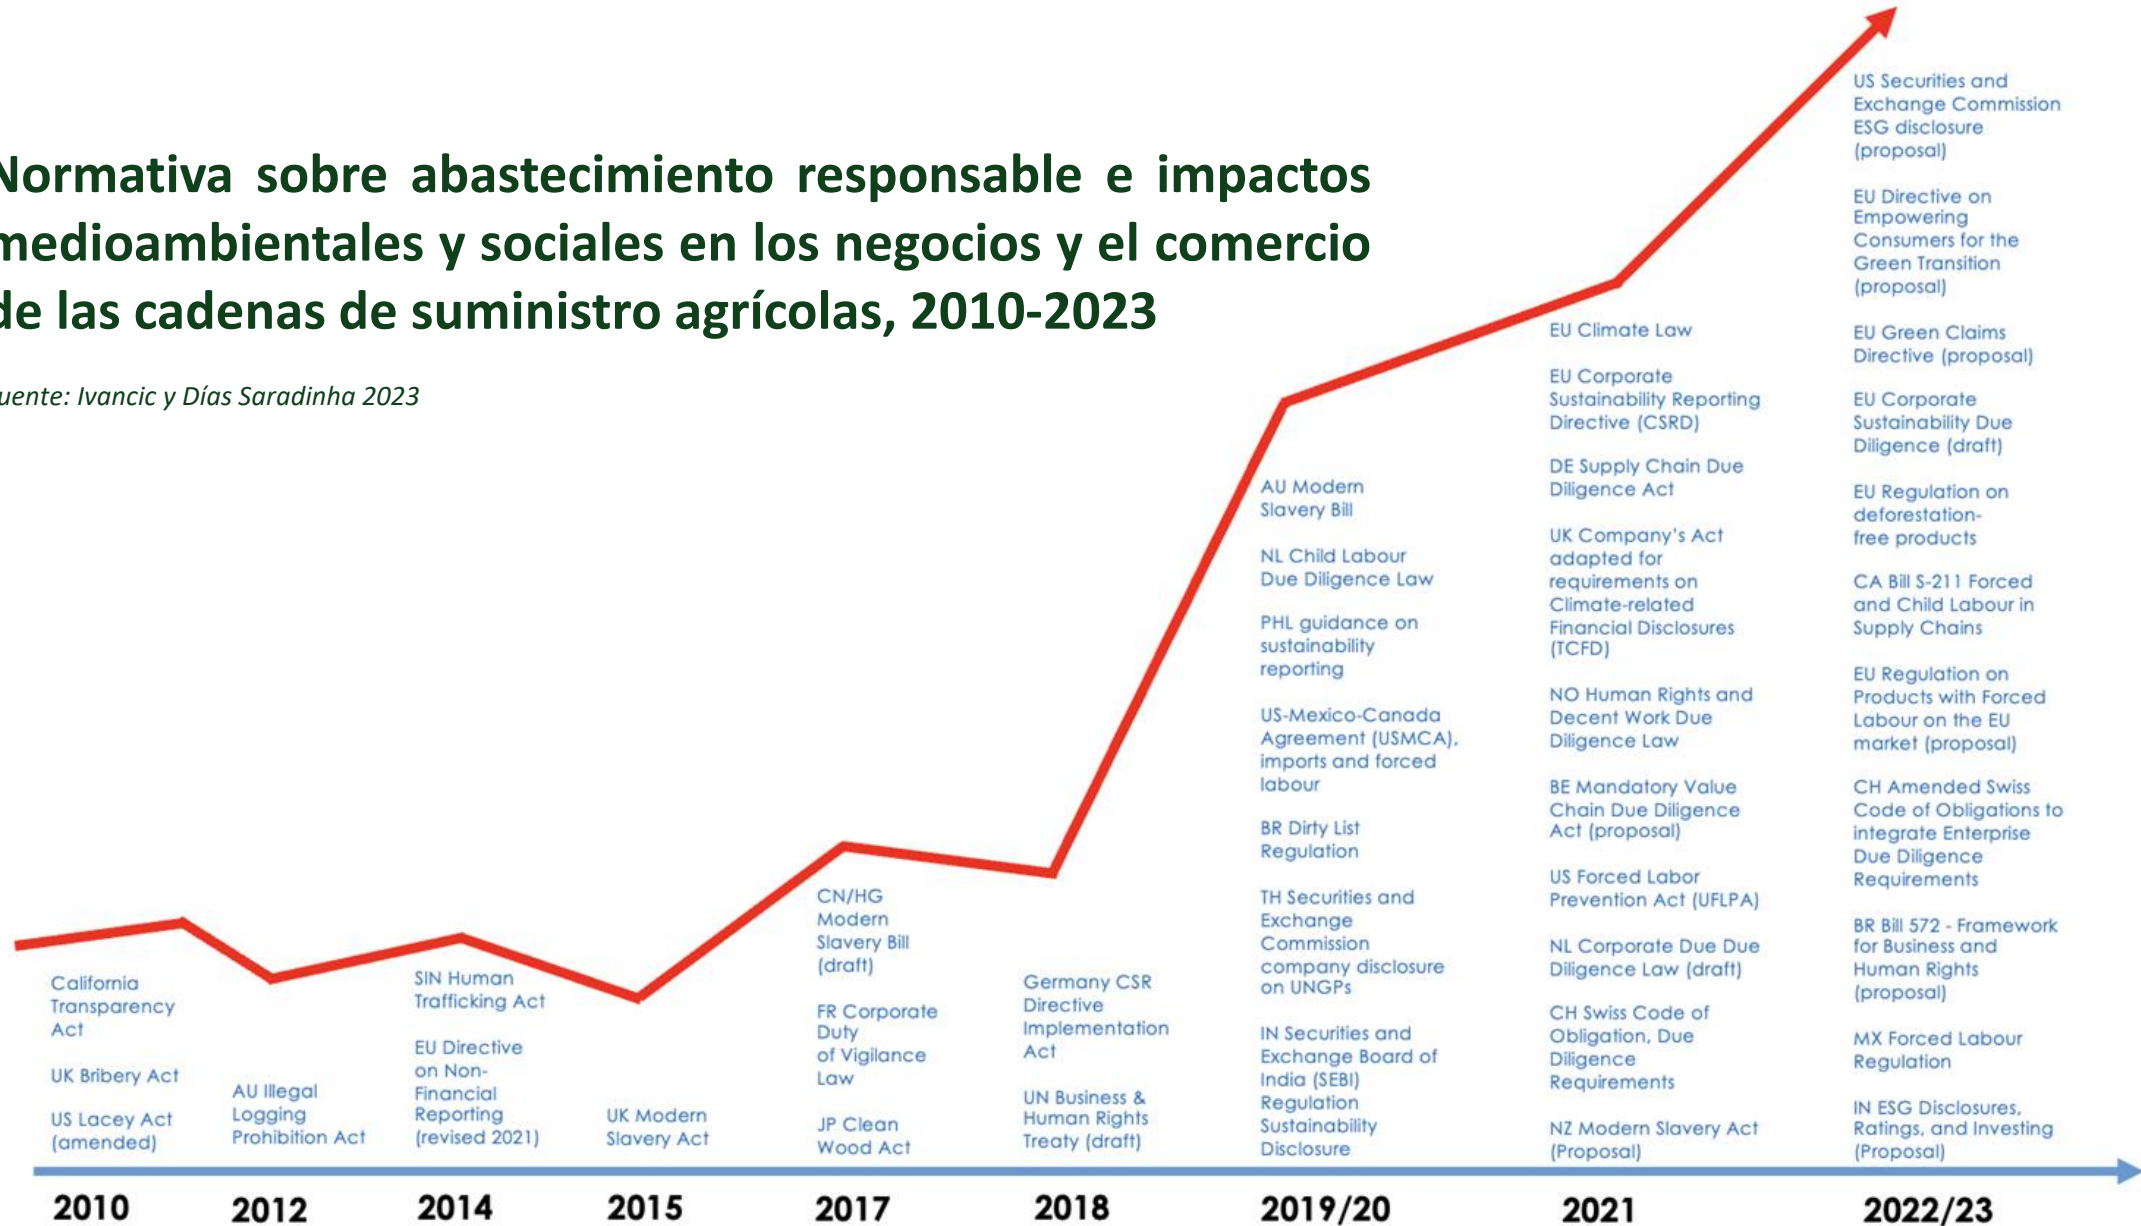 Normativa sobre abastecimiento responsable e impactos
medioambientales y sociales en los negocios y el comercio
de las cadenas de suministro agrícolas, 2010-2023
uente: Ivancic y Días Saradinha 2023
California
Transparency
Act
UK Bribery Act
US Lacey Act
(amended)
AU Illegal
Logging
Prohibition Act
SIN Human
Trafficking Act
EU Directive
on Non-
Financial
Reporting
(revised 2021)
UK Modern
Slavery Act
CN/HG
Modern
Slavery Bill
(draft)
FR Corporate
Duty
of Vigilance
Law
JP Clean
Wood Act
Germany CSR
Directive
Implementation
Act
UN Business &
Human Rights
Treaty (draft)
AU Modern
Slavery Bill
NL Child Labour
Due Diligence Law
PHL guidance on
sustainability
reporting
US-Mexico-Canada
Agreement (USMCA),
imports and forced
labour
BR Dirty List
Regulation
TH Securities and
Exchange
Commission
company disclosure
on UNGPs
IN Securities and
Exchange Board of
India (SEBI)
Regulation
Sustainability
Disclosure
EU Climate Law
EU Corporate
Sustainability Reporting
Directive (CSRD)
DE Supply Chain Due
Diligence Act
UK Company's Act
adapted for
requirements on
Climate-related
Financial Disclosures
(TCFD)
NO Human Rights and
Decent Work Due
Diligence Law
BE Mandatory Value
Chain Due Diligence
Act (proposal)
US Forced Labor
Prevention Act (UFLPA)
NL Corporate Due Due
Diligence Law (draft)
CH Swiss Code of
Obligation, Due
Diligence
Requirements
NZ Modern Slavery Act
(Proposal)
US Securities and
Exchange Commission
ESG disclosure
(proposal)
EU Directive on
Empowering
Consumers for the
Green Transition
(proposal)
EU Green Claims
Directive (proposal)
EU Corporate
Sustainability Due
Diligence (draft)
EU Regulation on
deforestation-
free products
CA Bill S-211 Forced
and Child Labour in
Supply Chains
EU Regulation on
Products with Forced
Labour on the EU
market (proposal)
CH Amended Swiss
Code of Obligations to
integrate Enterprise
Due Diligence
Requirements
BR Bill 572 - Framework
for Business and
Human Rights
(proposal)
MX Forced Labour
Regulation
IN ESG Disclosures,
Ratings, and Investing
(Proposal)
2010
2012
2014
2015
2017
2018
2019/20
2021
2022/23